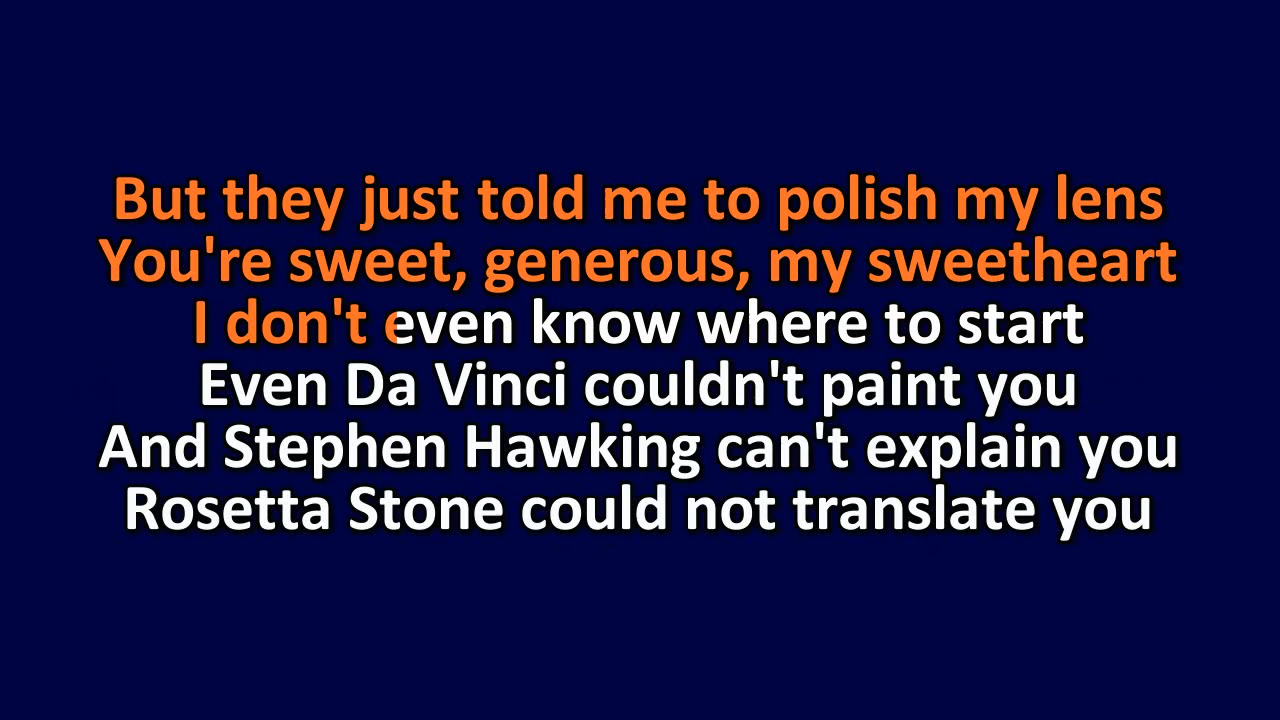 But they just told me to polish my lens
You're sweet, generous, my sweetheart
I don't even know where to start
Even Da Vinci couldn't paint you
And Stephen Hawking can't explain you
Rosetta Stone could not translate you